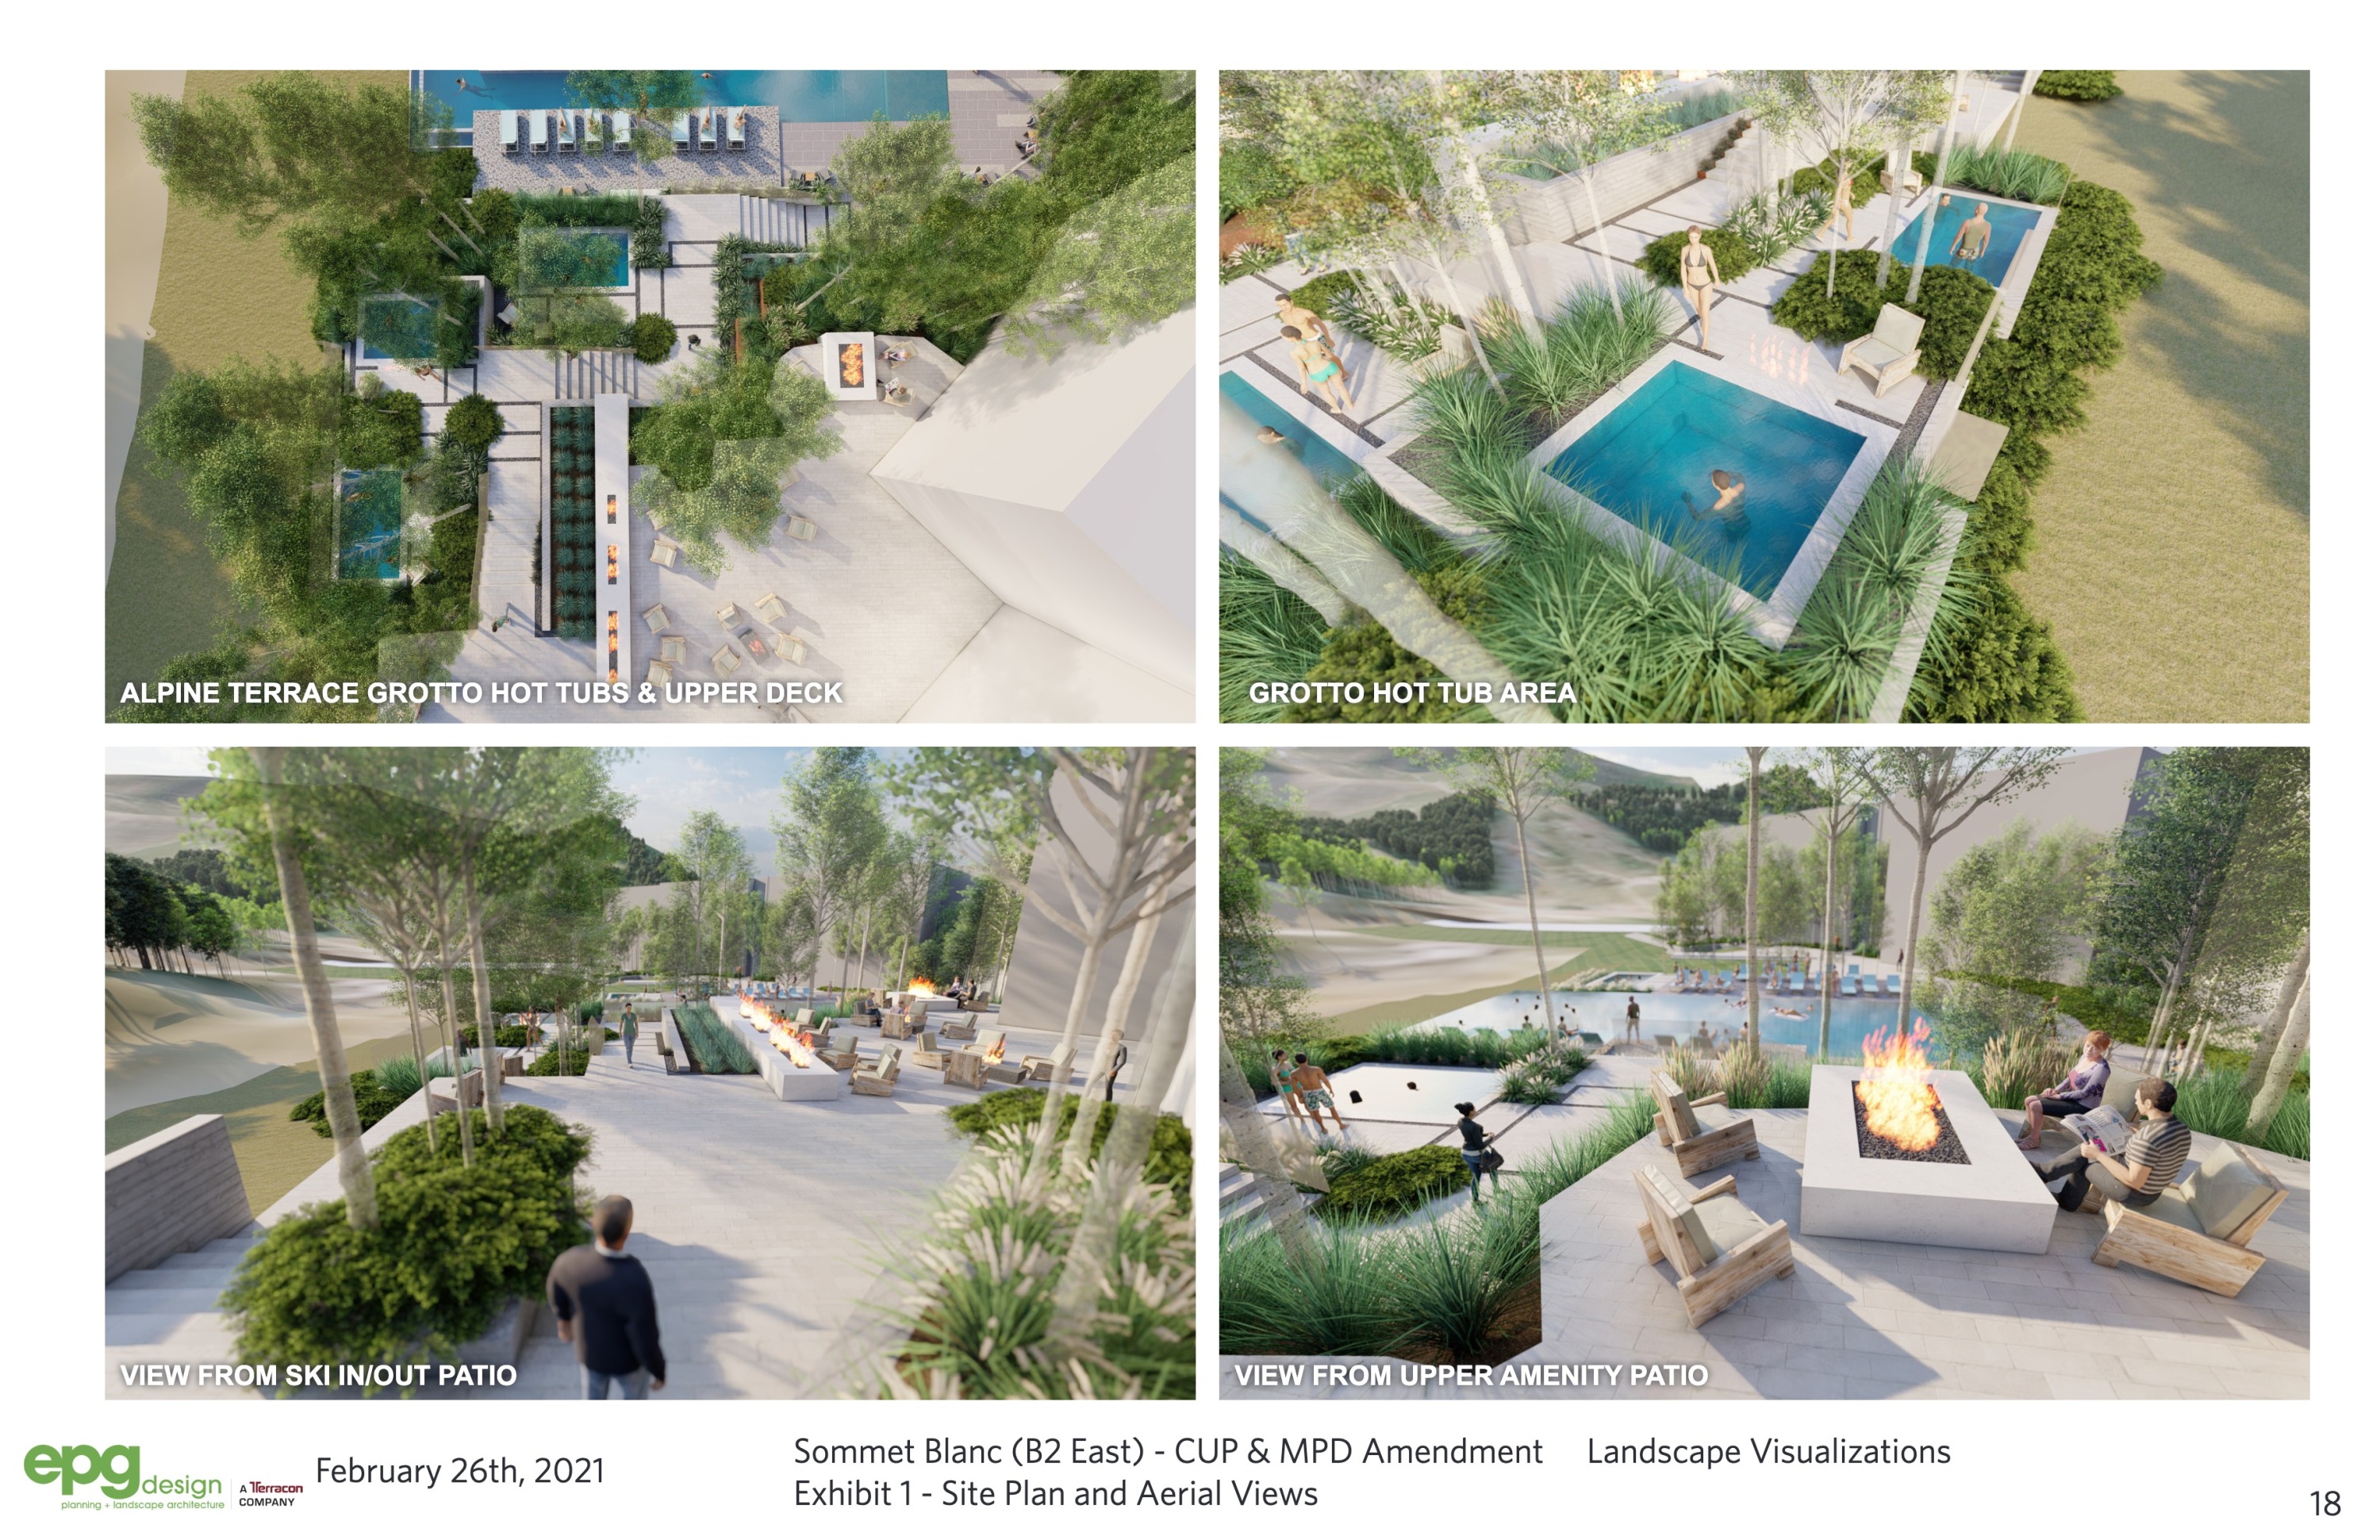 ALPINE TERRACE GROTTO HOT TUBS & UPPER DECK
GROTTO HOT TUB AREA
VIEW FROM SKI IN/OUT PATIO
VIEW FROM UPPER AMENITY PATIO
epg design
planning + landscape architecture
A Terracon
COMPANY
February 26th, 2021
Sommet Blanc (B2 East) - CUP & MPD Amendment
Exhibit 1 - Site Plan and Aerial Views
Landscape Visualizations
18